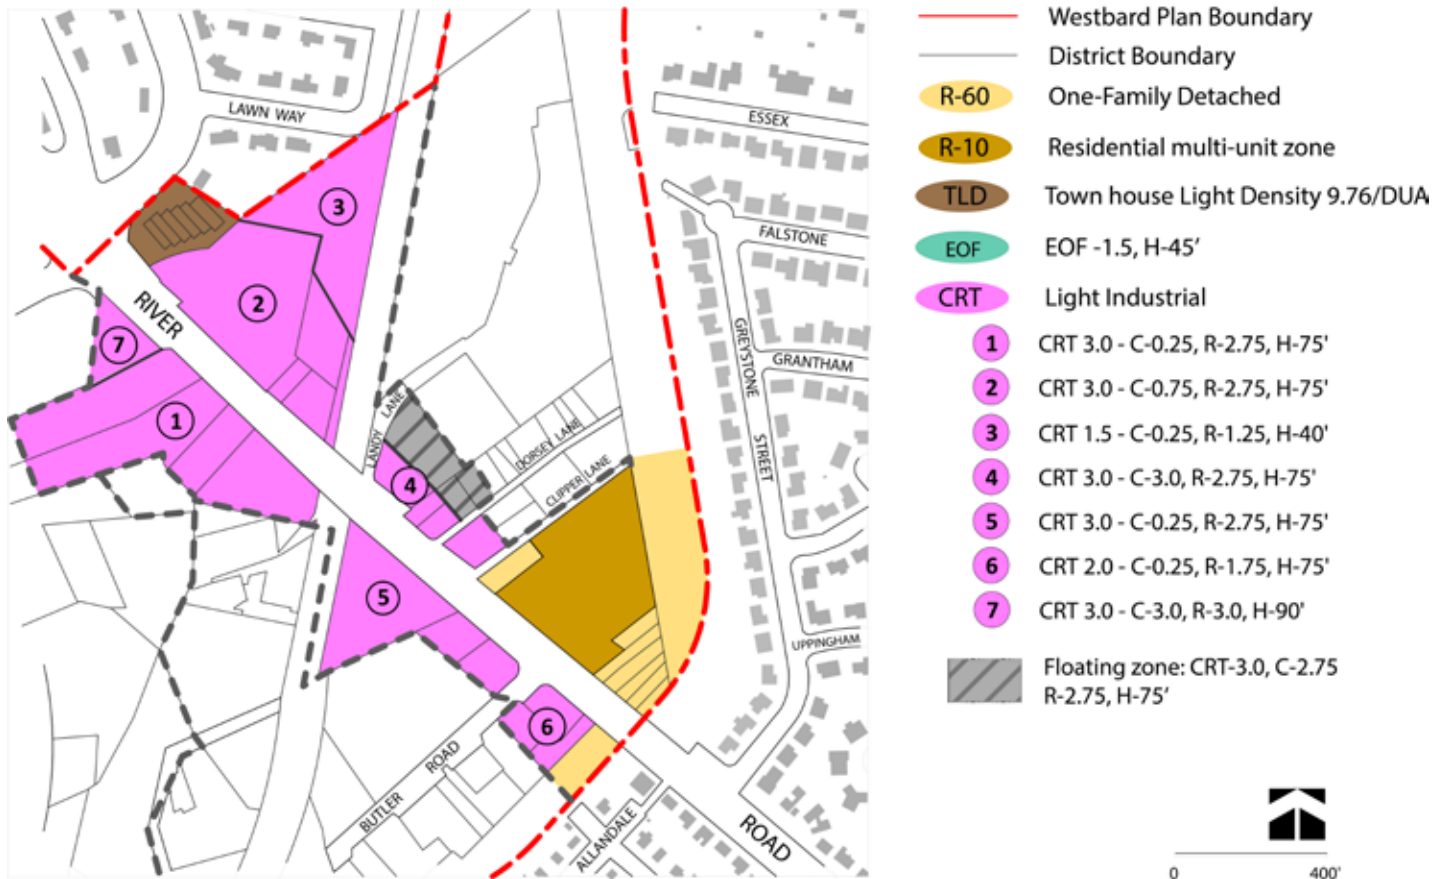 LAWN WAY
ESSEX
FALSTONE
GRANTHAM
GREYSTONE
STREET
UPPINGHAM
RIVER
LANDY LANE
DORSEY LANE
CLIPPER LANE
BUTLER ROAD
ALLANDALE
ROAD
3
2
7
1
4
5
6
Westbard Plan Boundary
District Boundary
R-60 One-Family Detached
R-10 Residential multi-unit zone
TLD Town house Light Density 9.76/DUA
EOF EOF -1.5, H-45’
CRT Light Industrial
1 CRT 3.0 - C-0.25, R-2.75, H-75'
2 CRT 3.0 - C-0.75, R-2.75, H-75'
3 CRT 1.5 - C-0.25, R-1.25, H-40'
4 CRT 3.0 - C-3.0, R-2.75, H-75'
5 CRT 3.0 - C-0.25, R-2.75, H-75'
6 CRT 2.0 - C-0.25, R-1.75, H-75'
7 CRT 3.0 - C-3.0, R-3.0, H-90'
Floating zone: CRT-3.0, C-2.75
R-2.75, H-75’
0 400'